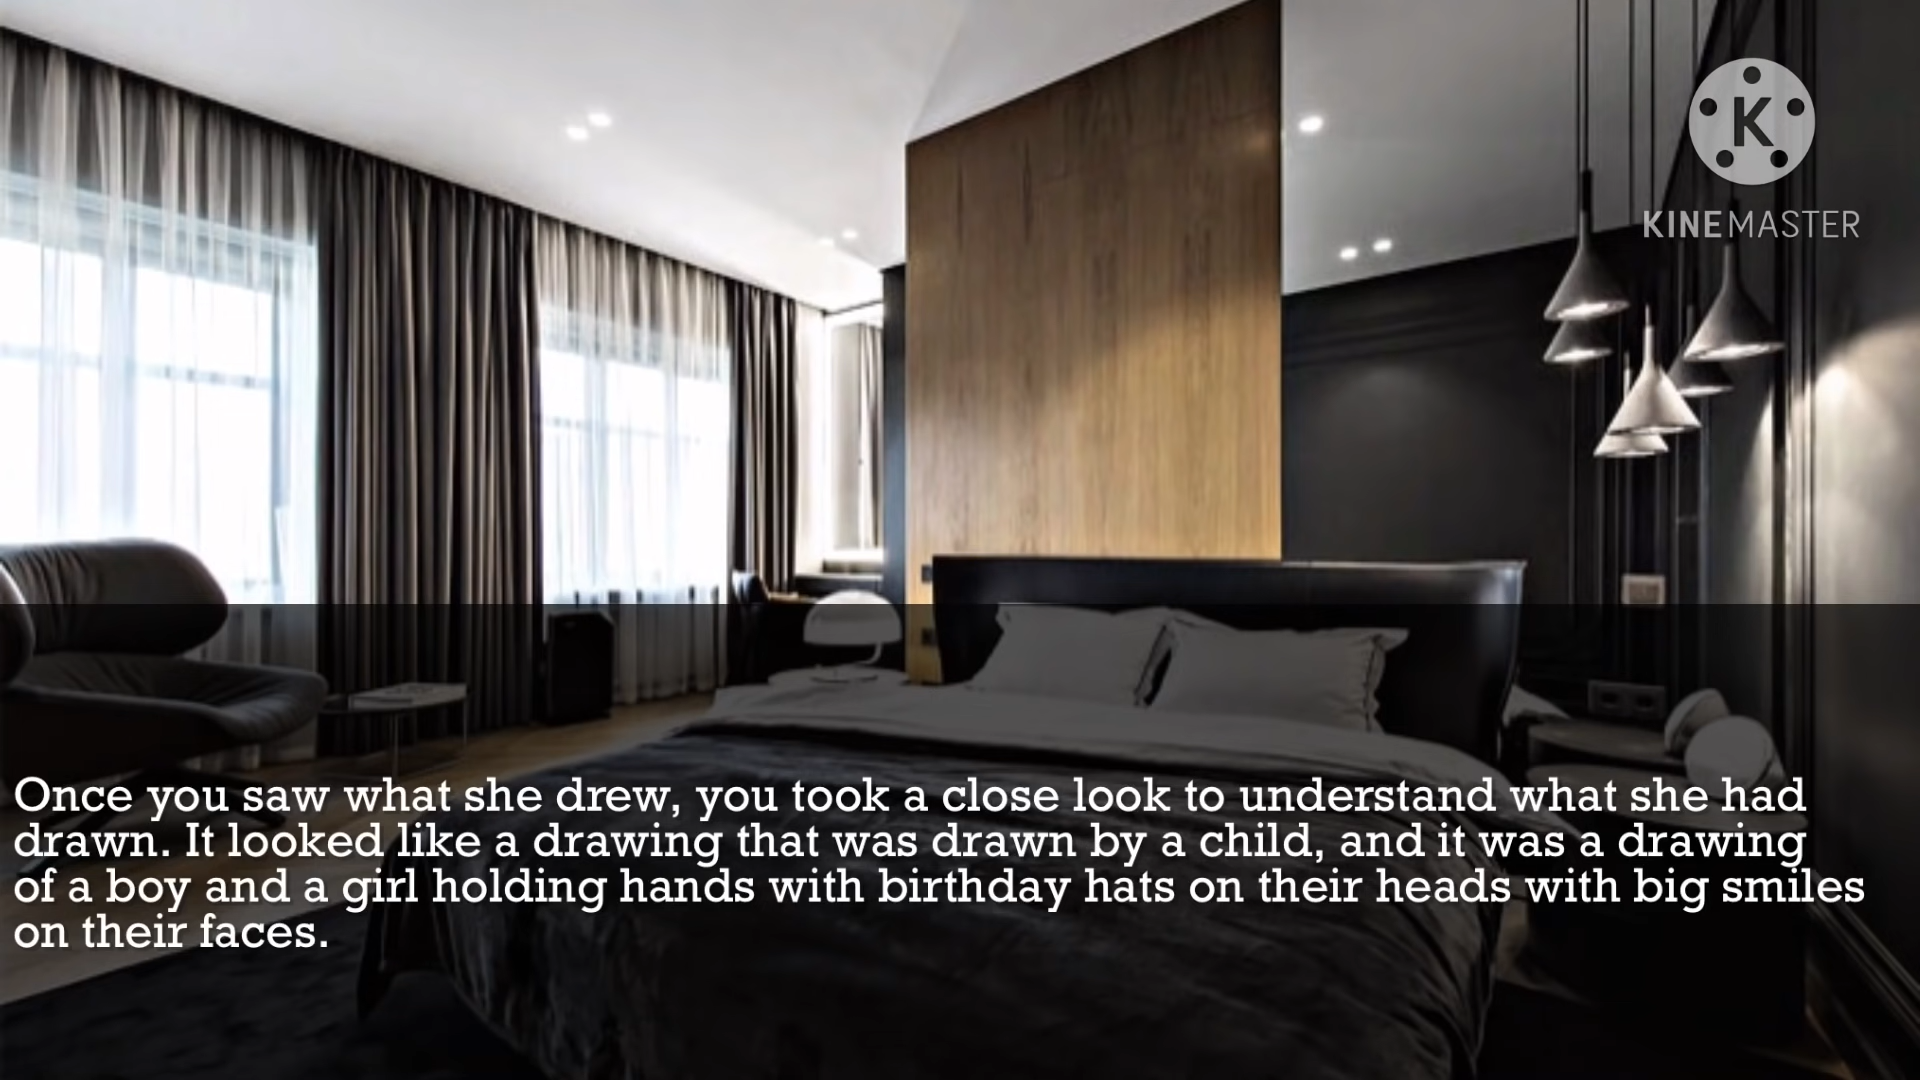 K
KINEMASTER
Once you saw what she drew, you took a close look to understand what she had
drawn. It looked like a drawing that was drawn by a child, and it was a drawing
of a boy and a girl holding hands with birthday hats on their heads with big smiles
on their faces.